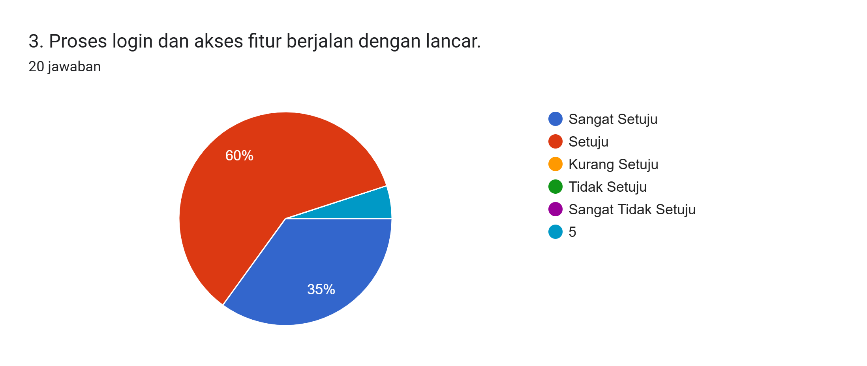 3. Proses login dan akses fitur berjalan dengan lancar.
20 jawaban
60%
35%
Sangat Setuju
Setuju
Kurang Setuju
Tidak Setuju
Sangat Tidak Setuju
5